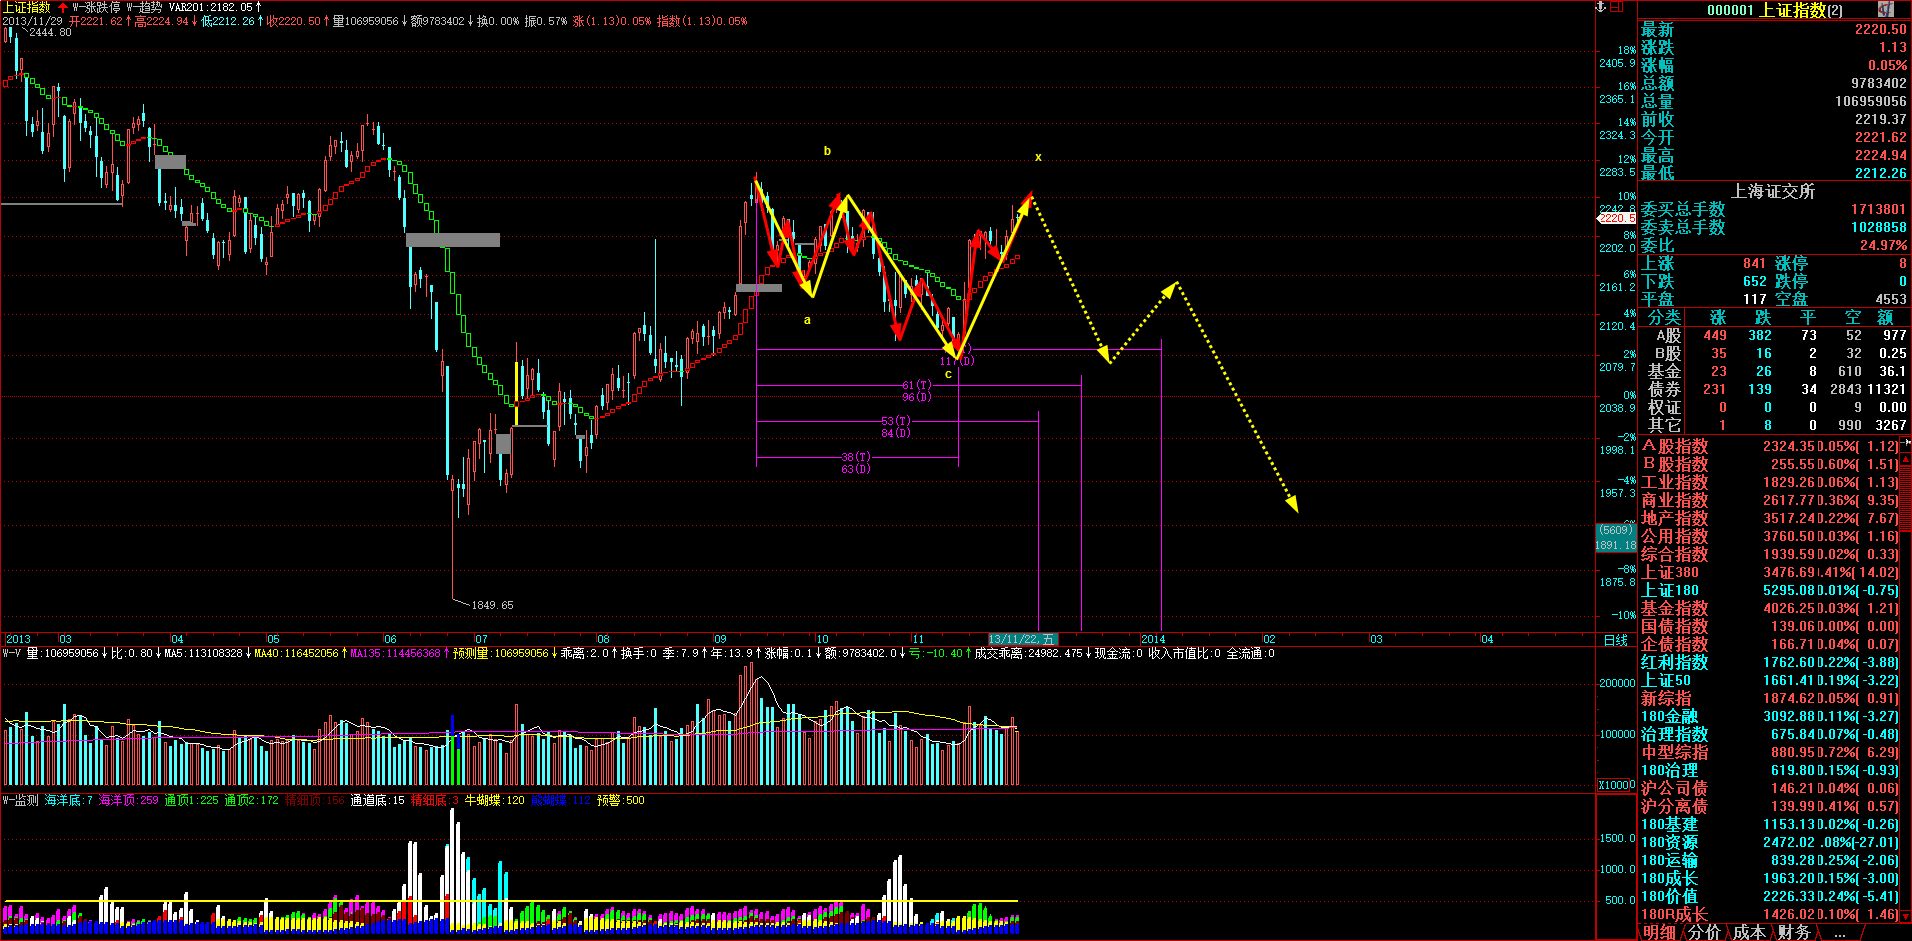 上证指数 W-涨跌停 W-趋势 VAR201:2182.05↑
2013/11/29 开2221.62↑高2224.94↓低2212.26↑收2220.50↑量106959056↓额9783402↓换0.00% 振0.57% 涨(1.13)0.05% 指数(1.13)0.05%
2444.80
b
x
a
c
117(D)
61(T)
96(D)
53(T)
84(D)
38(T)
63(D)
1849.65
18%
2405.9
16%
2365.1
14%
2324.3
12%
2283.5
10%
2242.8
2220.5
8%
2202.0
6%
2161.2
4%
2120.4
2%
2079.7
0%
2038.9
-2%
1998.1
-4%
1957.3
(5609)
1891.18
-8%
1875.8
-10%
2013 03 04 05 06 07 08 09 10 11 13/11/22,五 2014 02 03 04 日线
W-V 量:106959056↓比:0.80↓MA5:113108328↓MA40:116452056↑MA135:114456368↑预测量:106959056↓乖离:2.0↑换手:0 季:7.9↑年:13.9↑涨幅:0.1↓额:9783402.0↓亏:-10.40↑成交乖离:24982.475↓现金流:0 收入市值比:0 全流通:0
200000
100000
X10000
W-监测 海洋底:7 海洋顶:259 通顶1:225 通顶2:172 精细顶:156 通道底:15 精细底:3 牛蝴蝶:120 预警:500
1500.0
1000.0
500.0
000001 上证指数(2)
最新 2220.50
涨跌 1.13
涨幅 0.05%
总额 9783402
总量 106959056
前收 2219.37
今开 2221.62
最高 2224.94
最低 2212.26
上海证交所
委买总手数 1713801
委卖总手数 1028858
委比 24.97%
上涨 841 涨停 8
下跌 652 跌停 0
平盘 117 空盘 4553
分类 涨 跌 平 空 额
A股 449 382 73 52 977
B股 35 16 2 32 0.25
基金 23 26 8 610 36.1
债券 231 139 34 2843 11321
权证 0 0 0 9 0.00
其它 1 8 0 990 3267
A股指数 2324.35 0.05%( 1.12)
B股指数 255.55 0.60%( 1.51)
工业指数 1829.26 0.06%( 1.13)
商业指数 2617.77 0.36%( 9.35)
地产指数 3517.24 0.22%( 7.67)
公用指数 3760.50 0.03%( 1.16)
综合指数 1939.59 0.02%( 0.33)
上证380 3476.69 .41%( 14.02)
上证180 5295.08 0.01%( -0.75)
基金指数 4026.25 0.03%( 1.21)
国债指数 139.06 0.00%( 0.00)
企债指数 166.71 0.04%( 0.07)
红利指数 1762.60 0.22%( -3.88)
上证50 1661.41 0.19%( -3.22)
新综指 1874.62 0.05%( 0.91)
180金融 3092.88 0.11%( -3.27)
治理指数 675.84 0.07%( -0.48)
中型综指 880.95 0.72%( 6.29)
180治理 619.80 0.15%( -0.93)
沪公司债 146.21 0.04%( 0.06)
沪分离债 139.99 0.41%( 0.57)
180基建 1153.13 0.02%( -0.26)
180资源 2472.02 .08%(-27.01)
180运输 839.28 0.25%( -2.06)
180成长 1963.20 0.15%( -3.00)
180价值 2226.33 0.24%( -5.41)
180R成长 1426.02 0.10%( 1.46)
明细 分价 成本 财务 ...